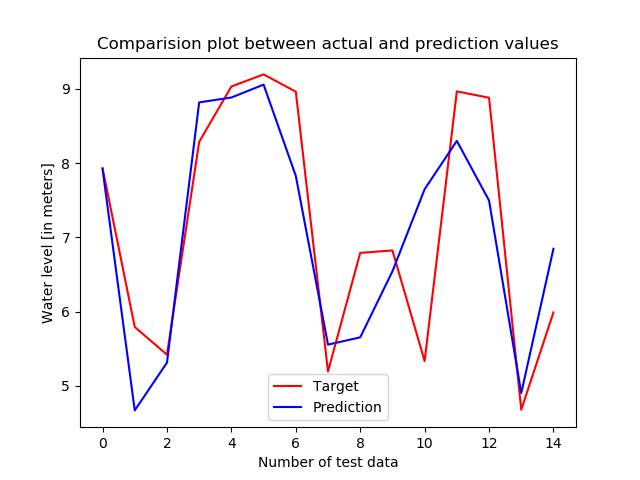 Comparision plot between actual and prediction values
9
8
7
6
5
Water level [in meters]
Target
Prediction
0 2 4 6 8 10 12 14
Number of test data